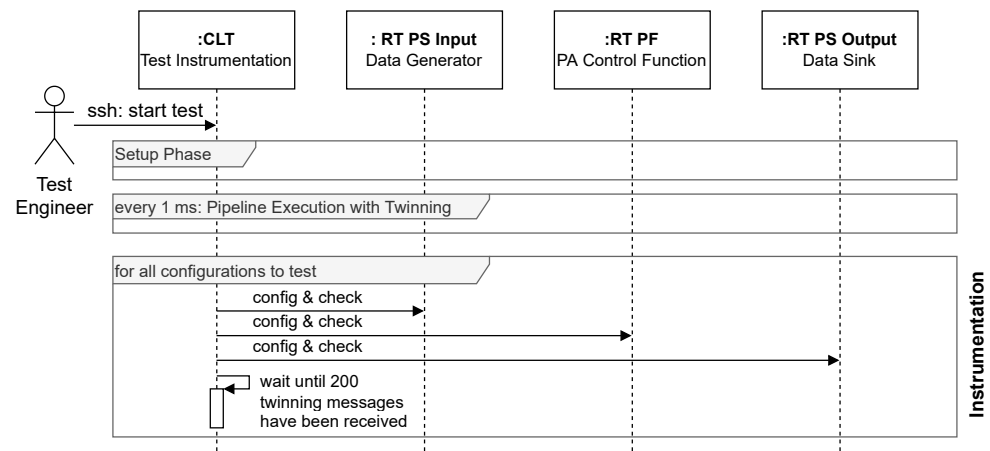 :CLT
Test Instrumentation
: RT PS Input
Data Generator
:RT PF
PA Control Function
:RT PS Output
Data Sink
ssh: start test
Test
Engineer
Setup Phase
every 1 ms: Pipeline Execution with Twinning
for all configurations to test
config & check
config & check
config & check
wait until 200
twinning messages
have been received
Instrumentation